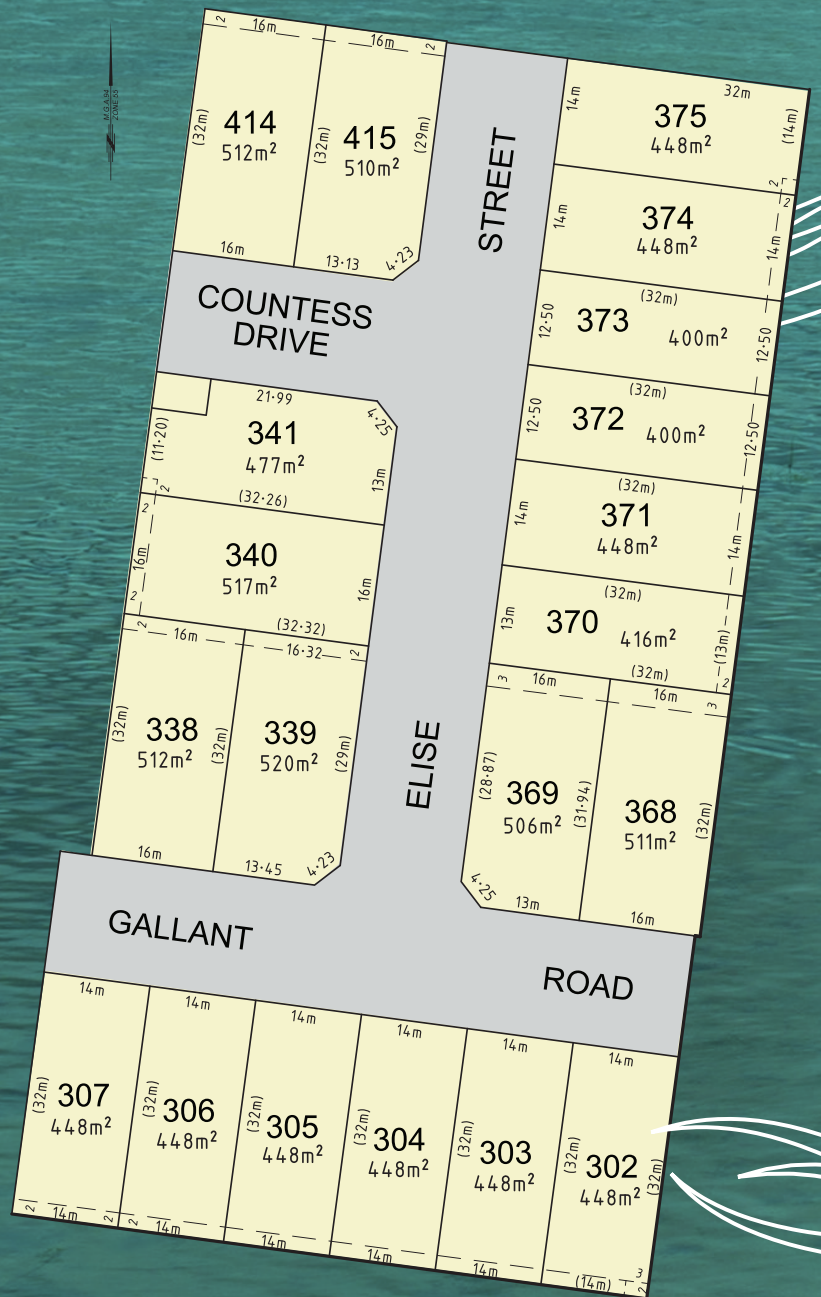 2
16m
16m
2
M.G.A.94
ZONE 55
(32m)
414
512m²
(32m)
415
510m²
(29m)
16m
13·13
4·23
STREET
32m
14m
375
448m²
(14m)
2
2
14m
374
448m²
14m
(32m)
12·50
373
400m²
12·50
(32m)
12·50
372
400m²
12·50
(32m)
14m
371
448m²
14m
(32m)
13m
370
416m²
(13m)
(32m)
2
COUNTESS
DRIVE
21·99
4·25
(11·20)
341
477m²
13m
2
(32·26)
2
16m
340
517m²
16m
2
(32·32)
2
16m
16·32
2
(32m)
338
512m²
(32m)
339
520m²
(29m)
16m
13·45
4·23
ELISE
3
16m
16m
3
(28·87)
369
506m²
(31·94)
368
511m²
(32m)
4·25
13m
16m
GALLANT
ROAD
14m
14m
14m
14m
14m
14m
(32m)
307
448m²
(32m)
306
448m²
(32m)
305
448m²
(32m)
304
448m²
(32m)
303
448m²
(32m)
302
448m²
(32m)
2
14m
2
2
14m
14m
14m
14m
(14m)
3
2